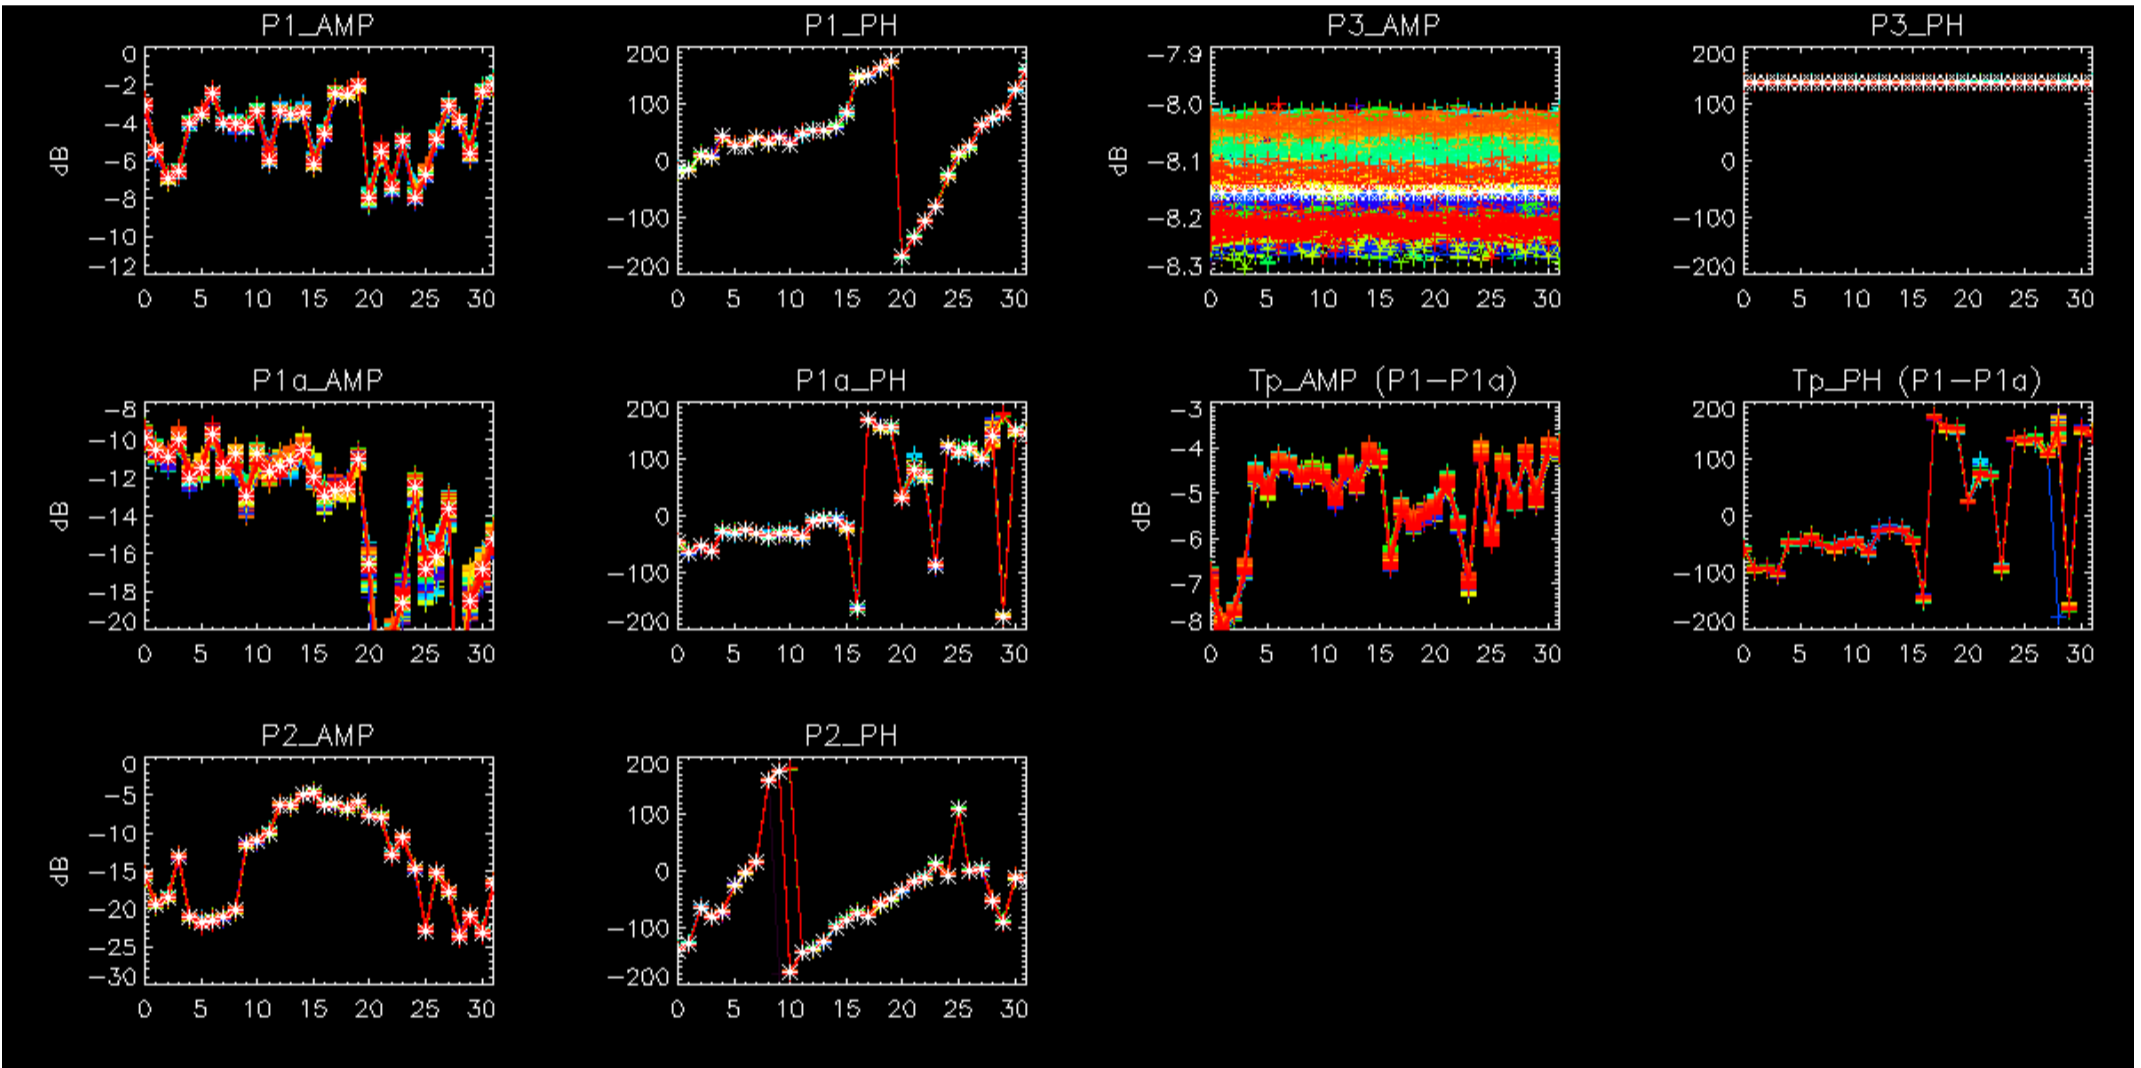 P1_AMP
dB
0
-2
-4
-6
-8
-10
-12
0 5 10 15 20 25 30
P1_PH
200
100
0
-100
-200
0 5 10 15 20 25 30
P3_AMP
dB
-7.9
-8.0
-8.1
-8.2
-8.3
0 5 10 15 20 25 30
P3_PH
200
100
0
-100
-200
0 5 10 15 20 25 30
P1a_AMP
dB
-8
-10
-12
-14
-16
-18
-20
0 5 10 15 20 25 30
P1a_PH
200
100
0
-100
-200
0 5 10 15 20 25 30
Tp_AMP (P1-P1a)
dB
-3
-4
-5
-6
-7
-8
0 5 10 15 20 25 30
Tp_PH (P1-P1a)
200
100
0
-100
-200
0 5 10 15 20 25 30
P2_AMP
dB
0
-5
-10
-15
-20
-25
-30
0 5 10 15 20 25 30
P2_PH
200
100
0
-100
-200
0 5 10 15 20 25 30